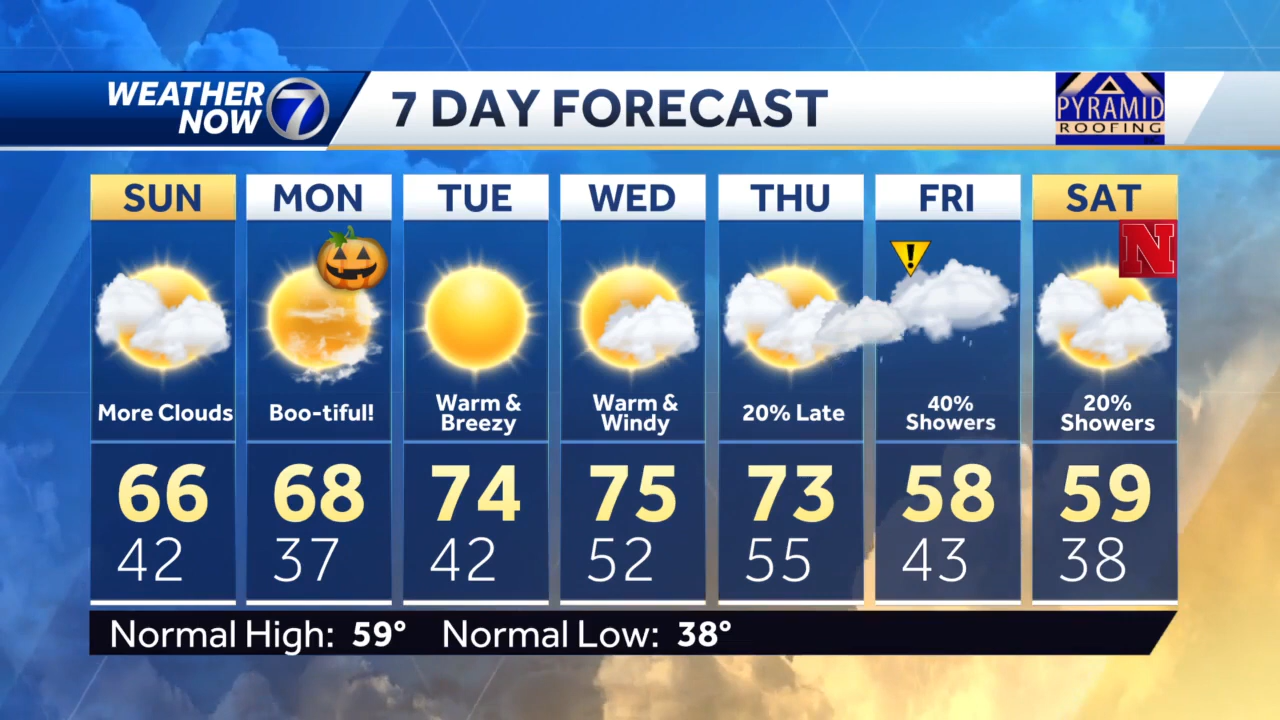 WEATHER
NOW
7
7 DAY FORECAST
PYRAMID
ROOFING
SUN
MON
TUE
WED
THU
FRI
SAT
!
N
More Clouds
Boo-tiful!
Warm &
Breezy
Warm &
Windy
20% Late
40%
Showers
20%
Showers
66
68
74
75
73
58
59
42
37
42
52
55
43
38
Normal High: 59° Normal Low: 38°